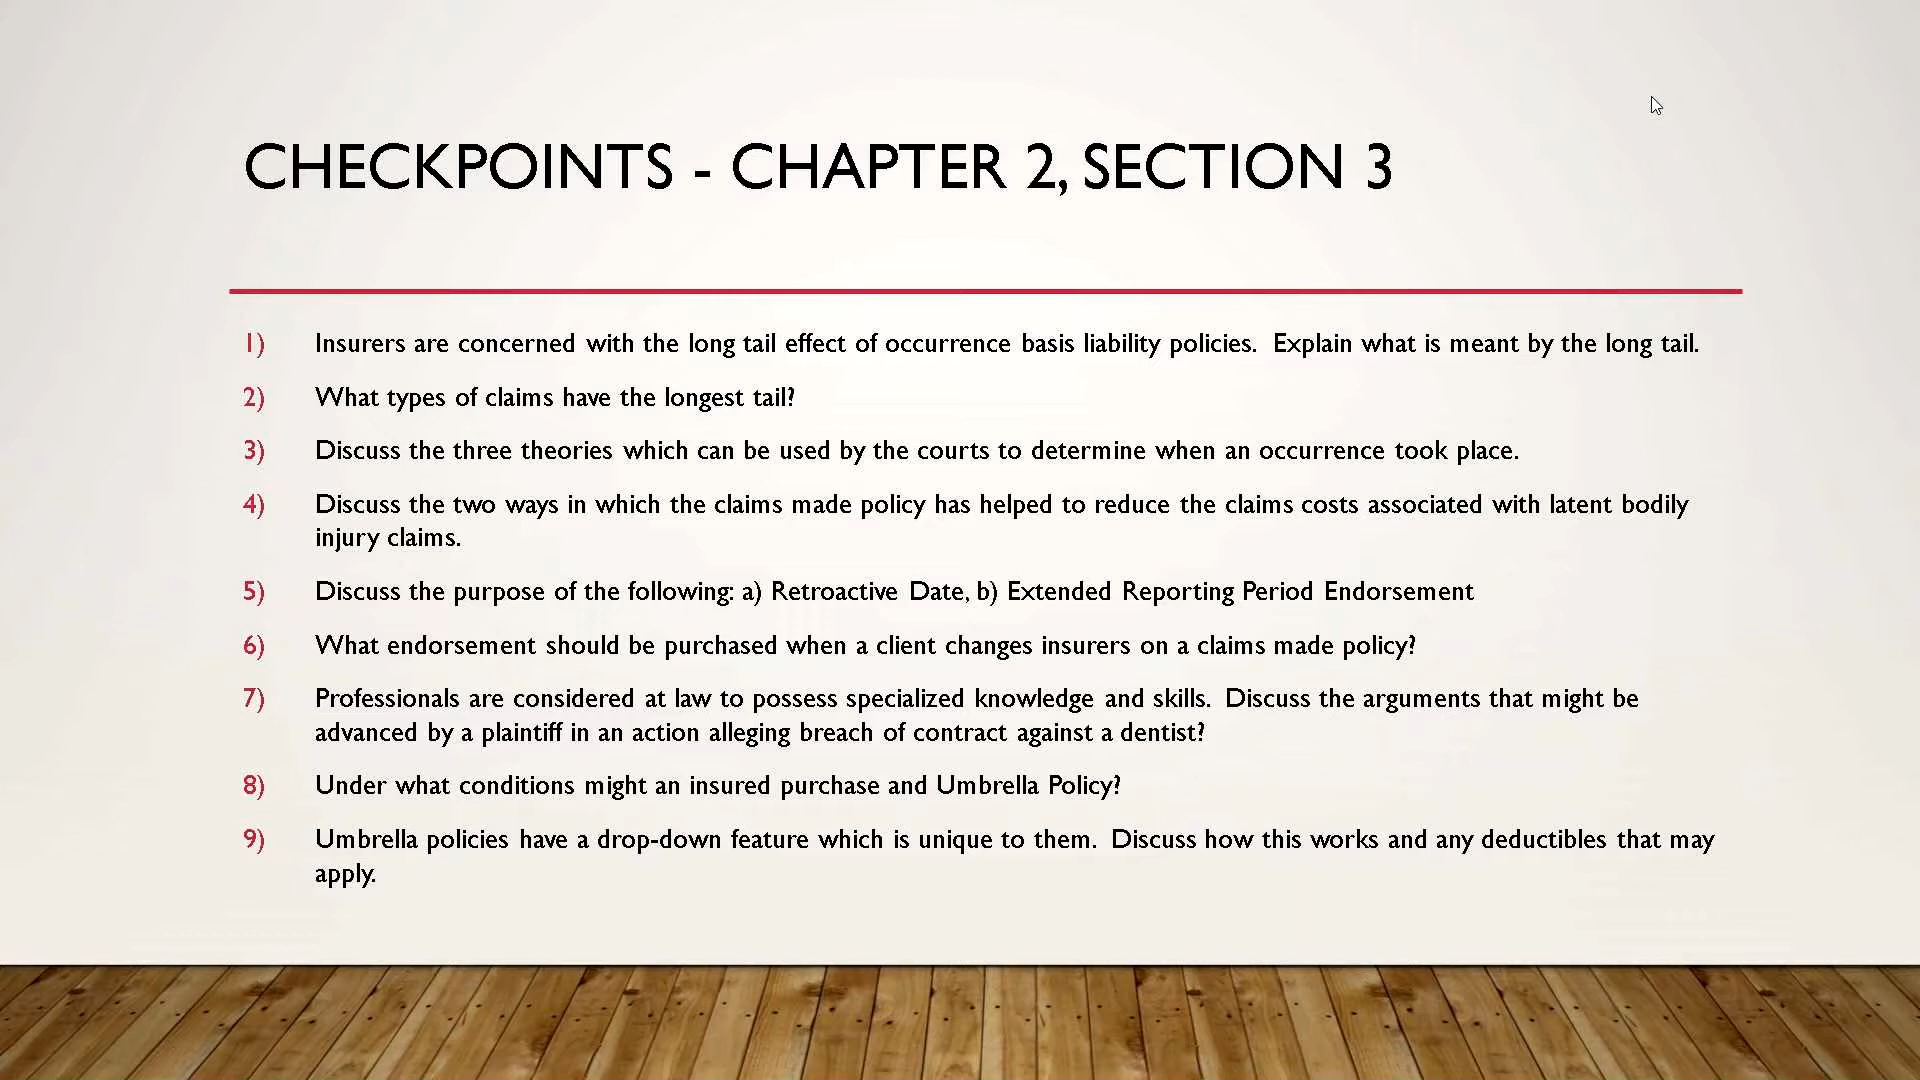 CHECKPOINTS - CHAPTER 2, SECTION 3
1) Insurers are concerned with the long tail effect of occurrence basis liability policies. Explain what is meant by the long tail.
2) What types of claims have the longest tail?
3) Discuss the three theories which can be used by the courts to determine when an occurrence took place.
4) Discuss the two ways in which the claims made policy has helped to reduce the claims costs associated with latent bodily
injury claims.
5) Discuss the purpose of the following: a) Retroactive Date, b) Extended Reporting Period Endorsement
6) What endorsement should be purchased when a client changes insurers on a claims made policy?
7) Professionals are considered at law to possess specialized knowledge and skills. Discuss the arguments that might be
advanced by a plaintiff in an action alleging breach of contract against a dentist?
8) Under what conditions might an insured purchase and Umbrella Policy?
9) Umbrella policies have a drop-down feature which is unique to them. Discuss how this works and any deductibles that may
apply.